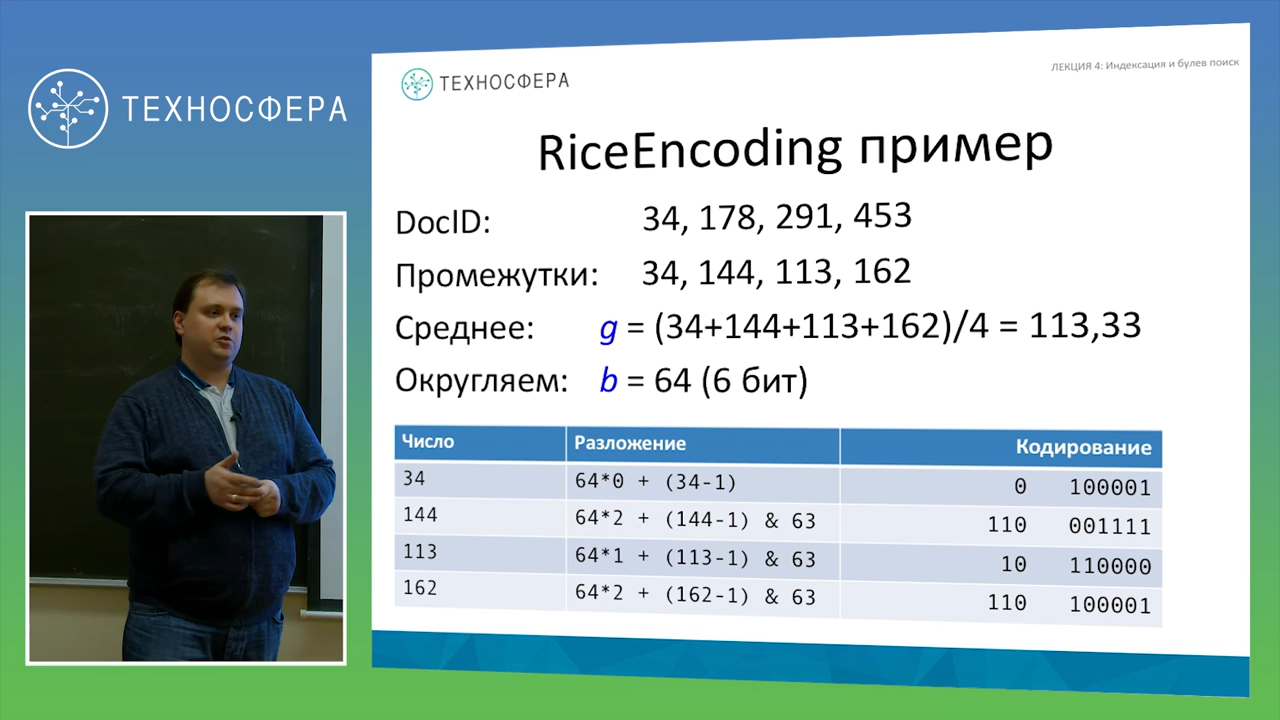 ТЕХНОСФЕРА
ТЕХНОСФЕРА
ЛЕКЦИЯ 4: Индексация и булев поиск
RiceEncoding пример
DocID: 34, 178, 291, 453
Промежутки: 34, 144, 113, 162
Среднее: g = (34+144+113+162)/4 = 113,33
Округляем: b = 64 (6 бит)
Число Разложение Кодирование
34 64*0 + (34-1) 0 100001
144 64*2 + (144-1) & 63 110 001111
113 64*1 + (113-1) & 63 10 110000
162 64*2 + (162-1) & 63 110 100001